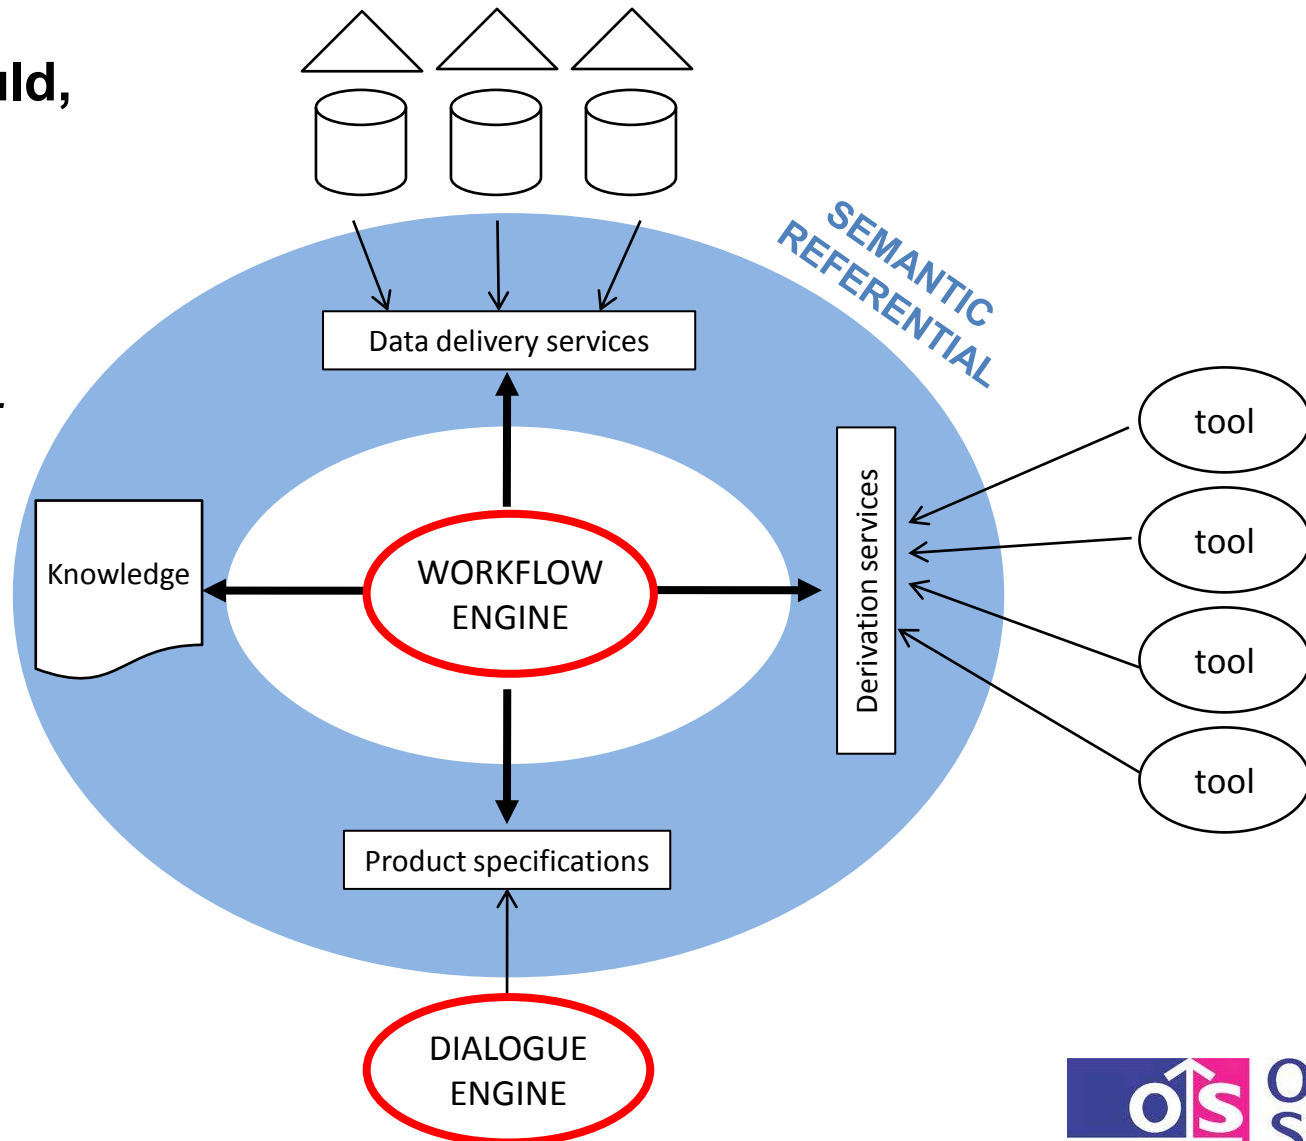 uld,
SEMANTIC
REFERENTIAL
Data delivery services
tool
Knowledge
WORKFLOW
ENGINE
Derivation services
tool
tool
tool
Product specifications
DIALOGUE
ENGINE
OS
O
S